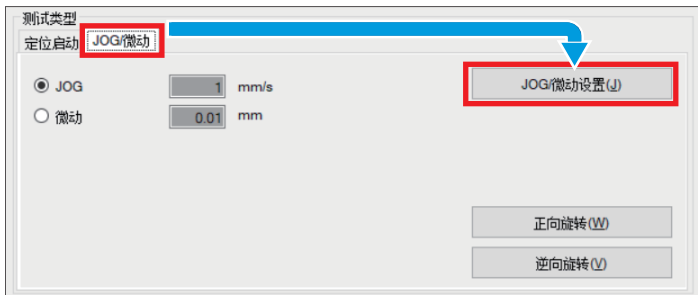 测试类型
定位启动 JOG/微动
JOG 1 mm/s JOG/微动设置(J)
微动 0.01 mm
正向旋转(W)
逆向旋转(V)